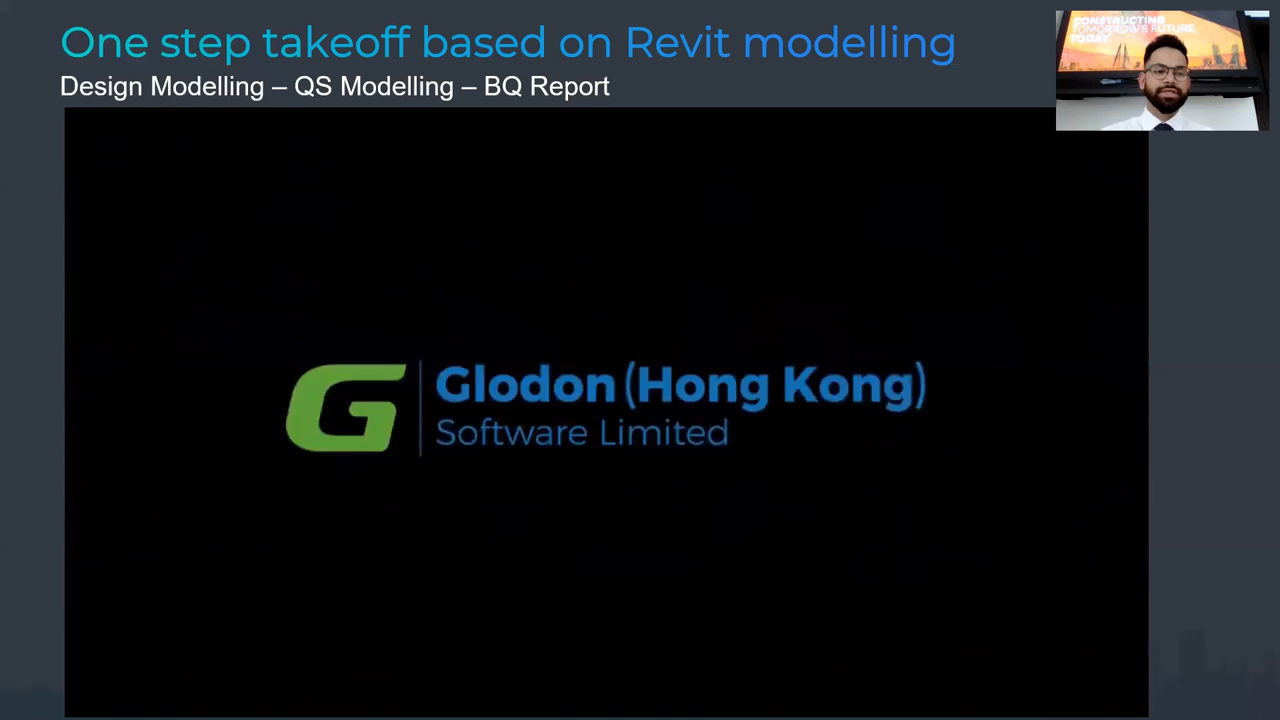 One step takeoff based on Revit modelling
Design Modelling – QS Modelling – BQ Report
CONSTRUCTING
TOMORROW'S FUTURE,
TODAY.
Glodon (Hong Kong)
Software Limited